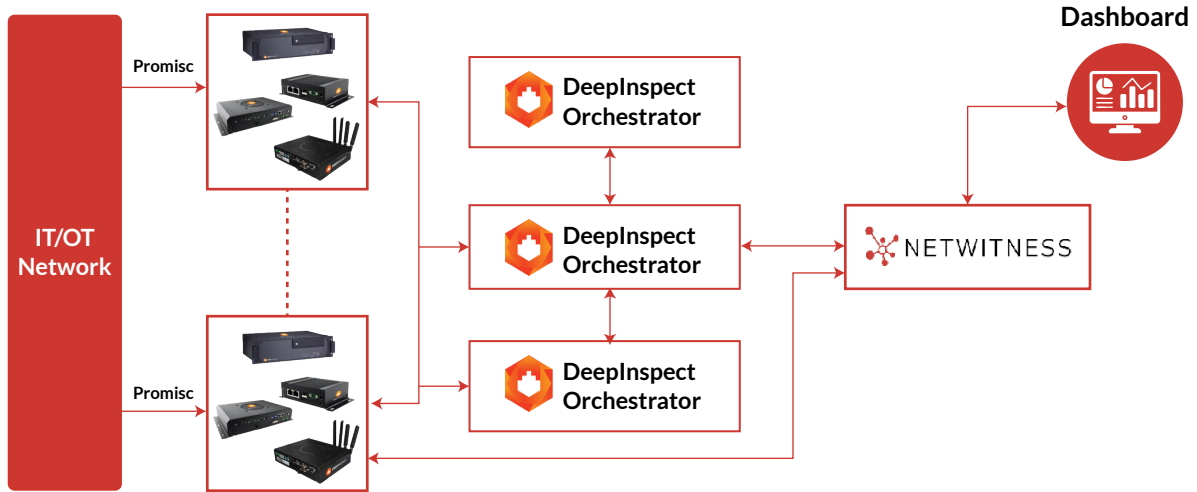 Dashboard
Promisc
DeepInspect
Orchestrator
IT/OT
Network
DeepInspect
Orchestrator
NETWITNESS
Promisc
DeepInspect
Orchestrator